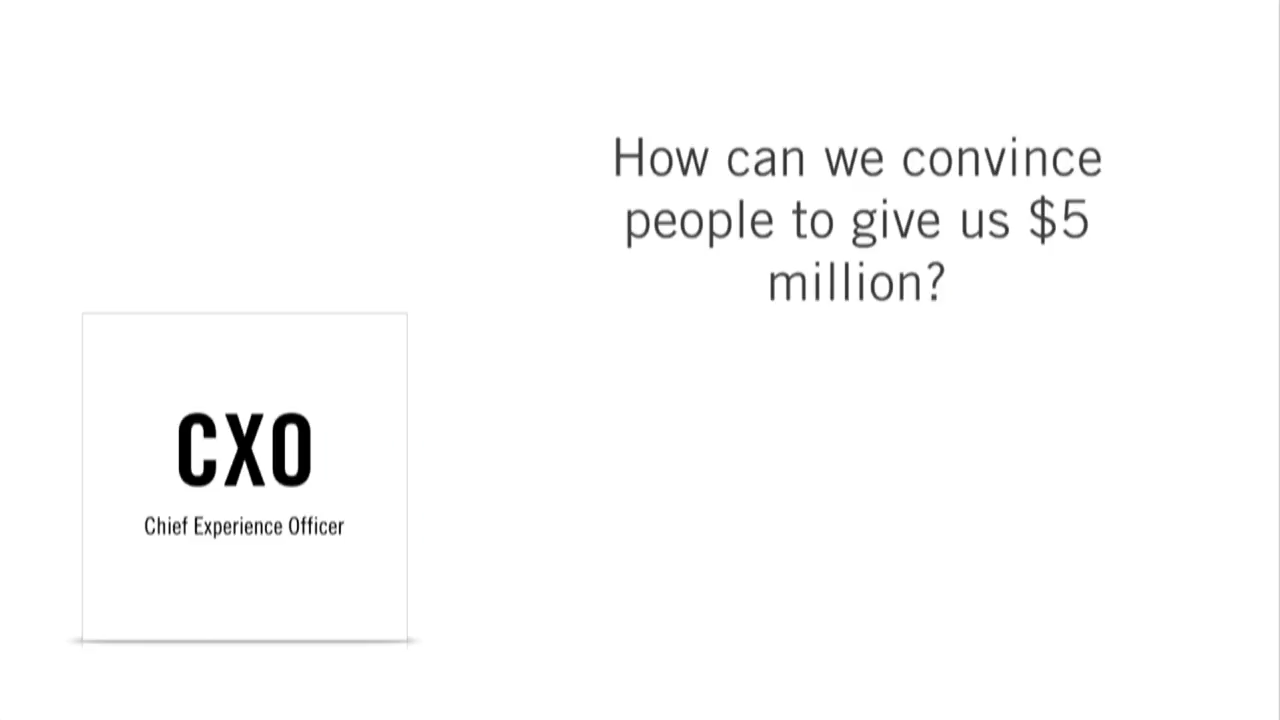 How can we convince
people to give us $5
million?
CXO
Chief Experience Officer